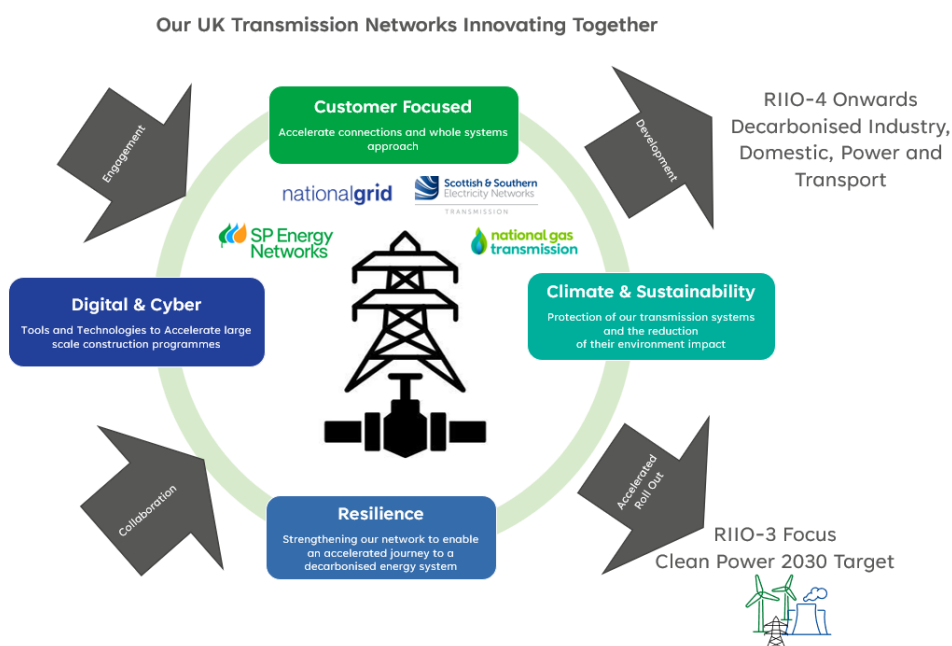 Our UK Transmission Networks Innovating Together
Engagement
Customer Focused
Accelerate connections and whole systems
approach
Development
RIIO-4 Onwards
Decarbonised Industry,
Domestic, Power and
Transport
nationalgrid
Scottish & Southern
Electricity Networks
TRANSMISSION
SP Energy
Networks
national gas
transmission
Digital & Cyber
Tools and Technologies to Accelerate large
scale construction programmes
Climate & Sustainability
Protection of our transmission systems
and the reduction
of their environment impact
Collaboration
Resilience
Strengthening our network to enable
an accelerated journey to a
decarbonised energy system
Accelerated
Roll Out
RIIO-3 Focus
Clean Power 2030 Target